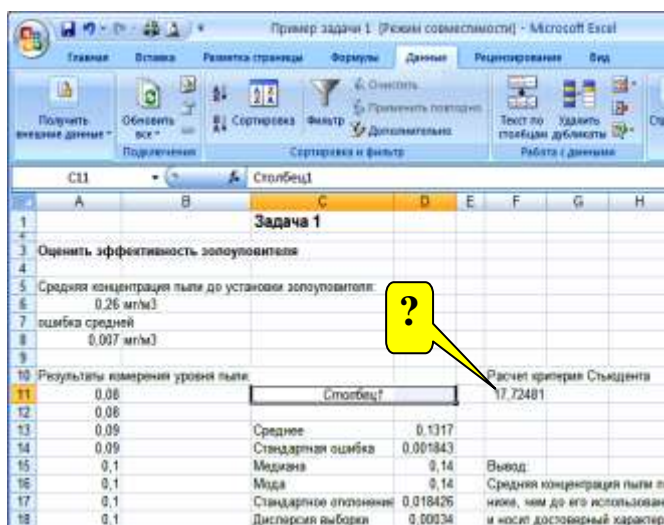 Пример задачи 1 [Режим совместимости] - Microsoft Excel
Главная Вставка Разметка страницы Формулы Данные Рецензирование Вид
Получить внешние данные
Обновить все
Подключения
Сортировка
Фильтр
Очистить
Применить повторно
Дополнительно
Сортировка и фильтр
Текст по столбцам
Удалить дубликаты
Работа с данными
C11 fx Столбец1
A B C D E F G H
1 Задача 1
3 Оценить эффективность золоуловителя
4
5 Средняя концентрация пыли до установки золоуловителя:
6 0,26 мг/м3
7 ошибка средней
8 0,007 мг/м3
?
9
10 Результаты измерения уровня пыли: Расчет критерия Стьюдента
11 0,08 Столбец1 17,72481
12 0,08
13 0,09 Среднее 0,1317
14 0,09 Стандартная ошибка 0,001843
15 0,1 Медиана 0,14 Вывод:
16 0,1 Мода 0,14 Средняя концентрация пыли
17 0,1 Стандартное отклонение 0,018426 ниже, чем до его использован
18 0,1 Дисперсия выборки 0,00034 и носит достоверный характер